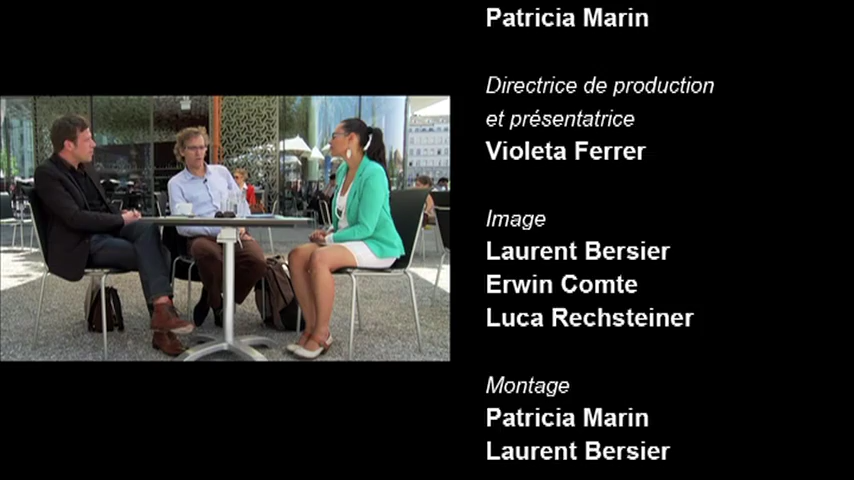 Patricia Marin
Directrice de production
et présentatrice
Violeta Ferrer
Image
Laurent Bersier
Erwin Comte
Luca Rechsteiner
Montage
Patricia Marin
Laurent Bersier